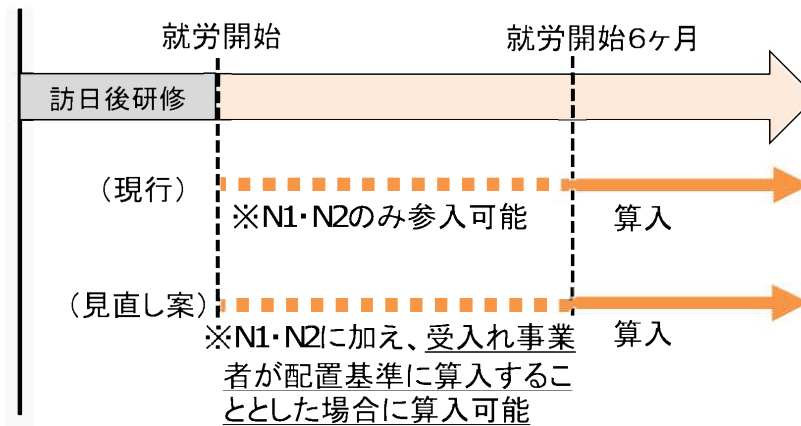 就労開始
就労開始6ヶ月
訪日後研修
（現行）
※N1・N2のみ参入可能
算入
（見直し案）
※N1・N2に加え、受入れ事業
者が配置基準に算入するこ
ととした場合に算入可能
算入